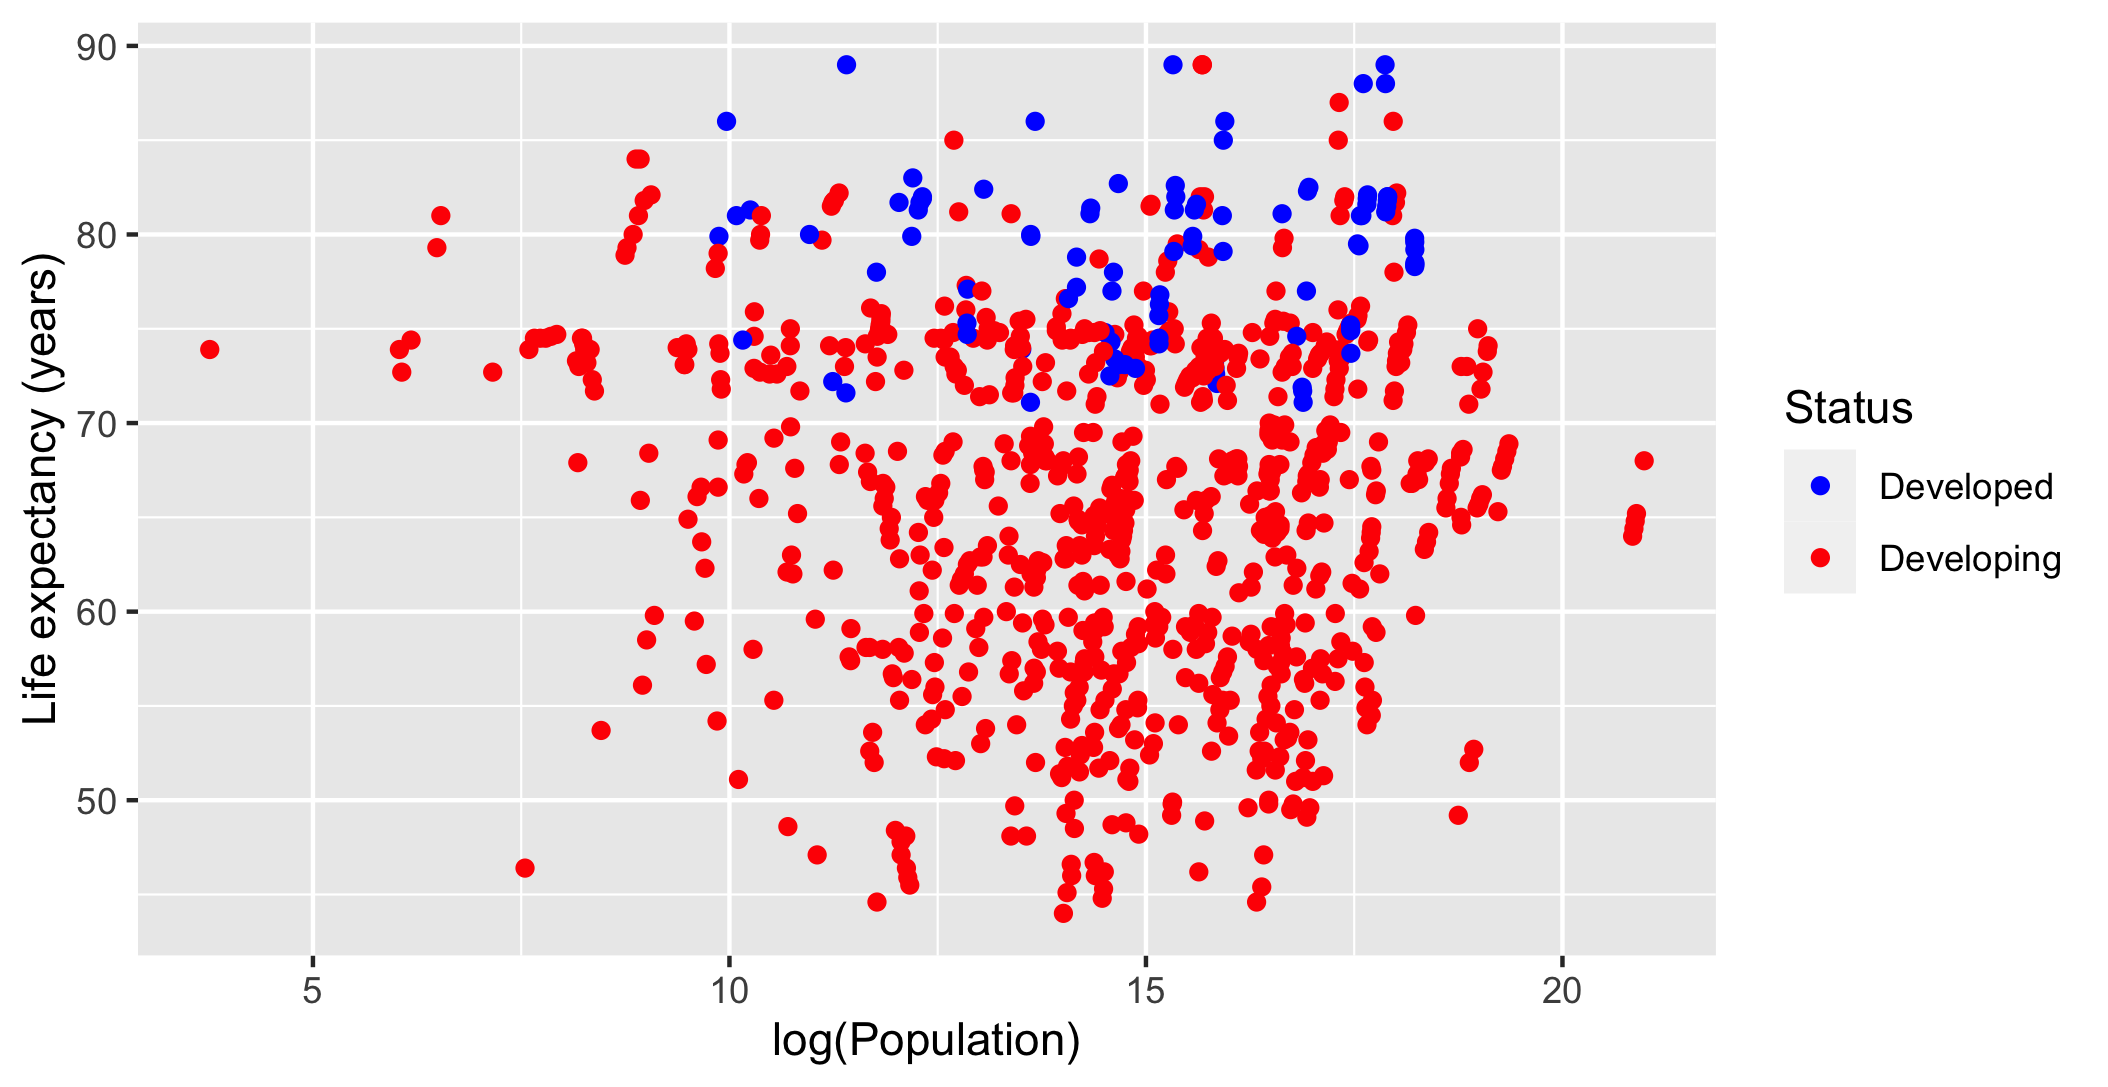 90
80
70
60
50
Life expectancy (years)
5
10
15
20
log(Population)
Status
Developed
Developing